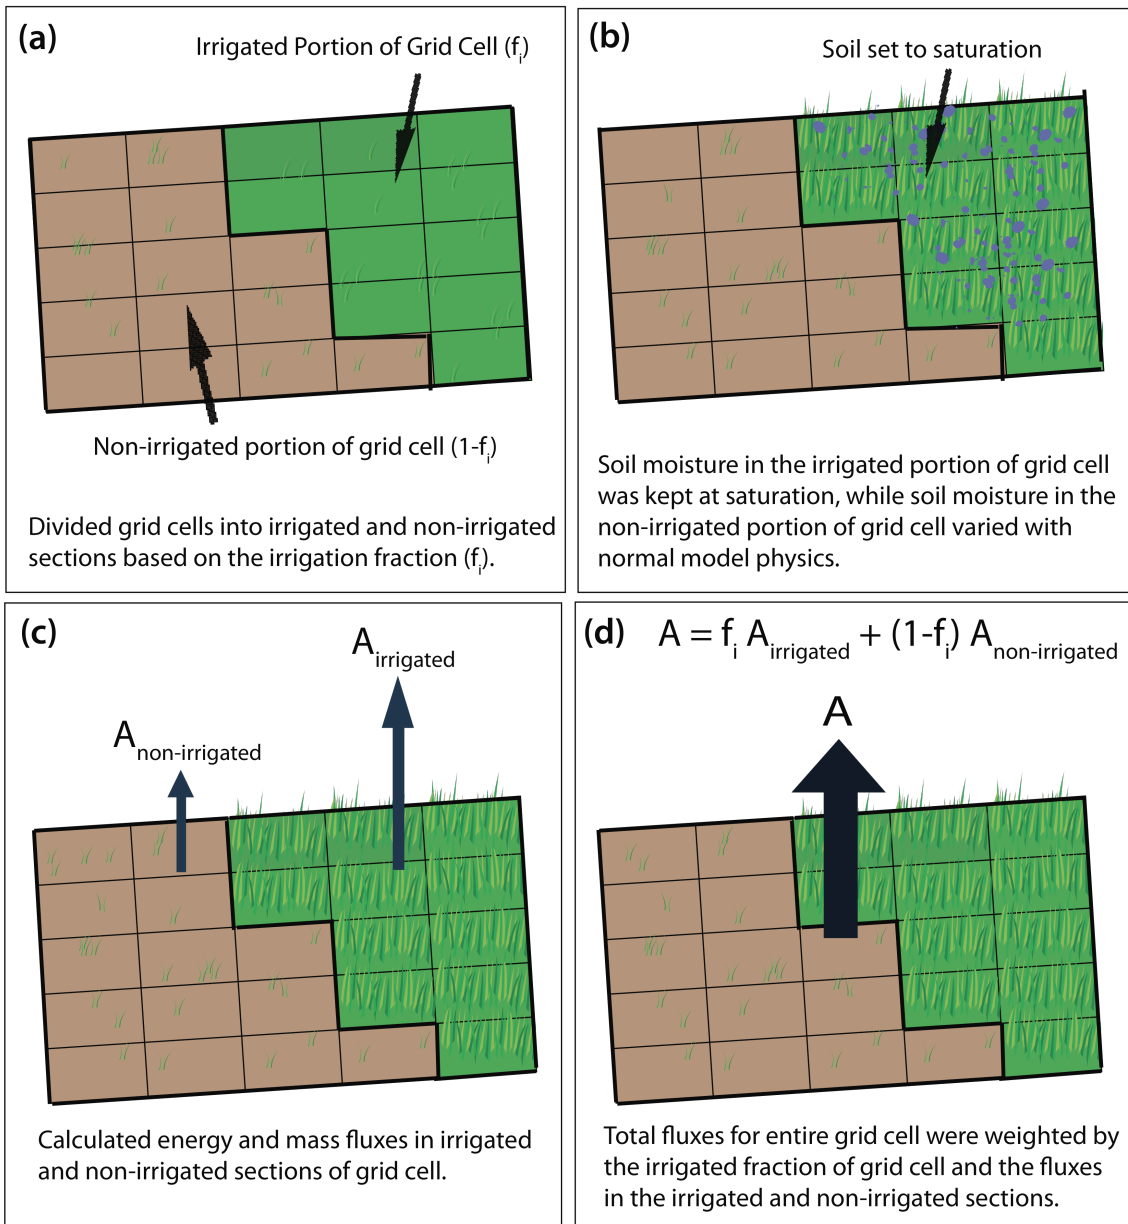 (a)
Irrigated Portion of Grid Cell (fi)
Non-irrigated portion of grid cell (1-fi)
Divided grid cells into irrigated and non-irrigated
sections based on the irrigation fraction (fi).
(b)
Soil set to saturation
Soil moisture in the irrigated portion of grid cell
was kept at saturation, while soil moisture in the
non-irrigated portion of grid cell varied with
normal model physics.
(c)
Airrigated
Anon-irrigated
Calculated energy and mass fluxes in irrigated
and non-irrigated sections of grid cell.
(d) A = fi Airrigated + (1-fi) Anon-irrigated
A
Total fluxes for entire grid cell were weighted by
the irrigated fraction of grid cell and the fluxes
in the irrigated and non-irrigated sections.